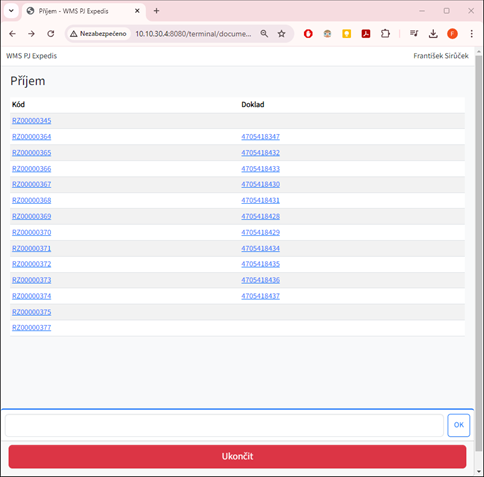 Příjem - WMS PJ Expedis
Nezabezpečeno 10.10.30.4:8080/terminal/docume... F
WMS PJ Expedis František Sirůček
Příjem
Kód Doklad
RZ00000345
RZ00000364 4705418347
RZ00000365 4705418432
RZ00000366 4705418433
RZ00000367 4705418430
RZ00000368 4705418431
RZ00000369 4705418428
RZ00000370 4705418429
RZ00000371 4705418434
RZ00000372 4705418435
RZ00000373 4705418436
RZ00000374 4705418437
RZ00000375
RZ00000377
OK
Ukončit